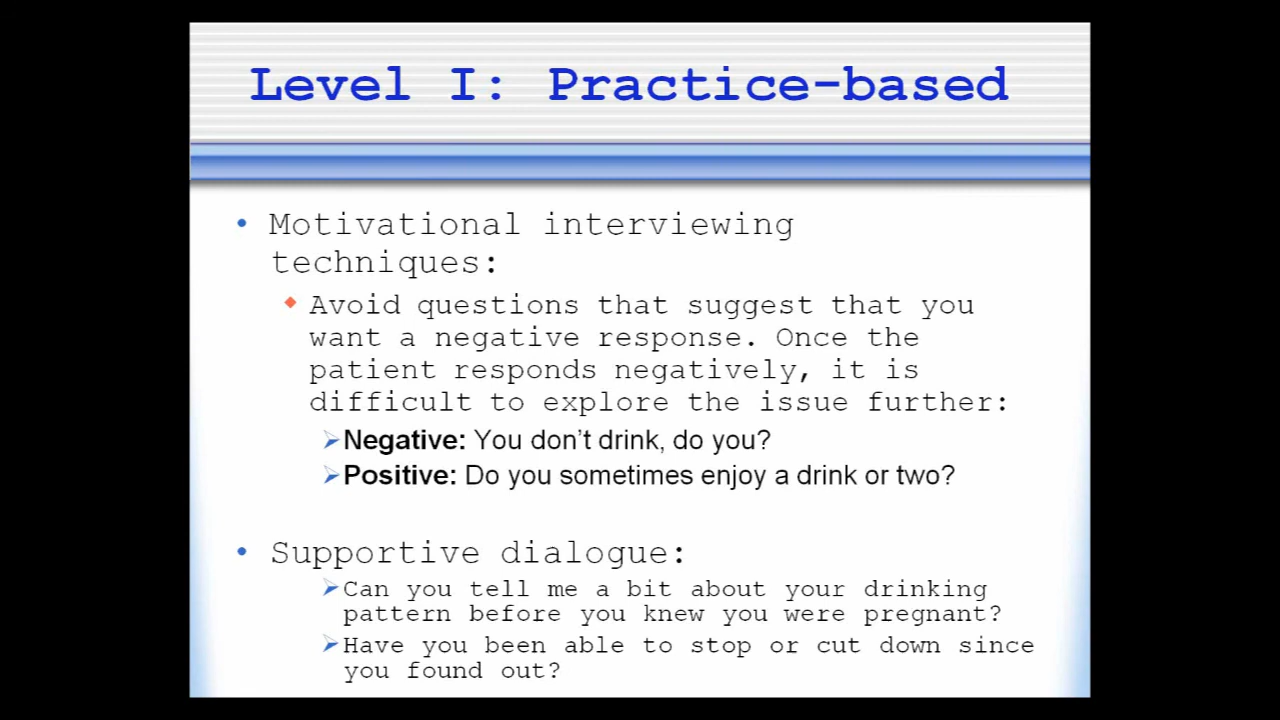 Level I: Practice-based
• Motivational interviewing
techniques:
◆ Avoid questions that suggest that you
want a negative response. Once the
patient responds negatively, it is
difficult to explore the issue further:
➢Negative: You don't drink, do you?
➢Positive: Do you sometimes enjoy a drink or two?
• Supportive dialogue:
➢Can you tell me a bit about your drinking
pattern before you knew you were pregnant?
➢Have you been able to stop or cut down since
you found out?